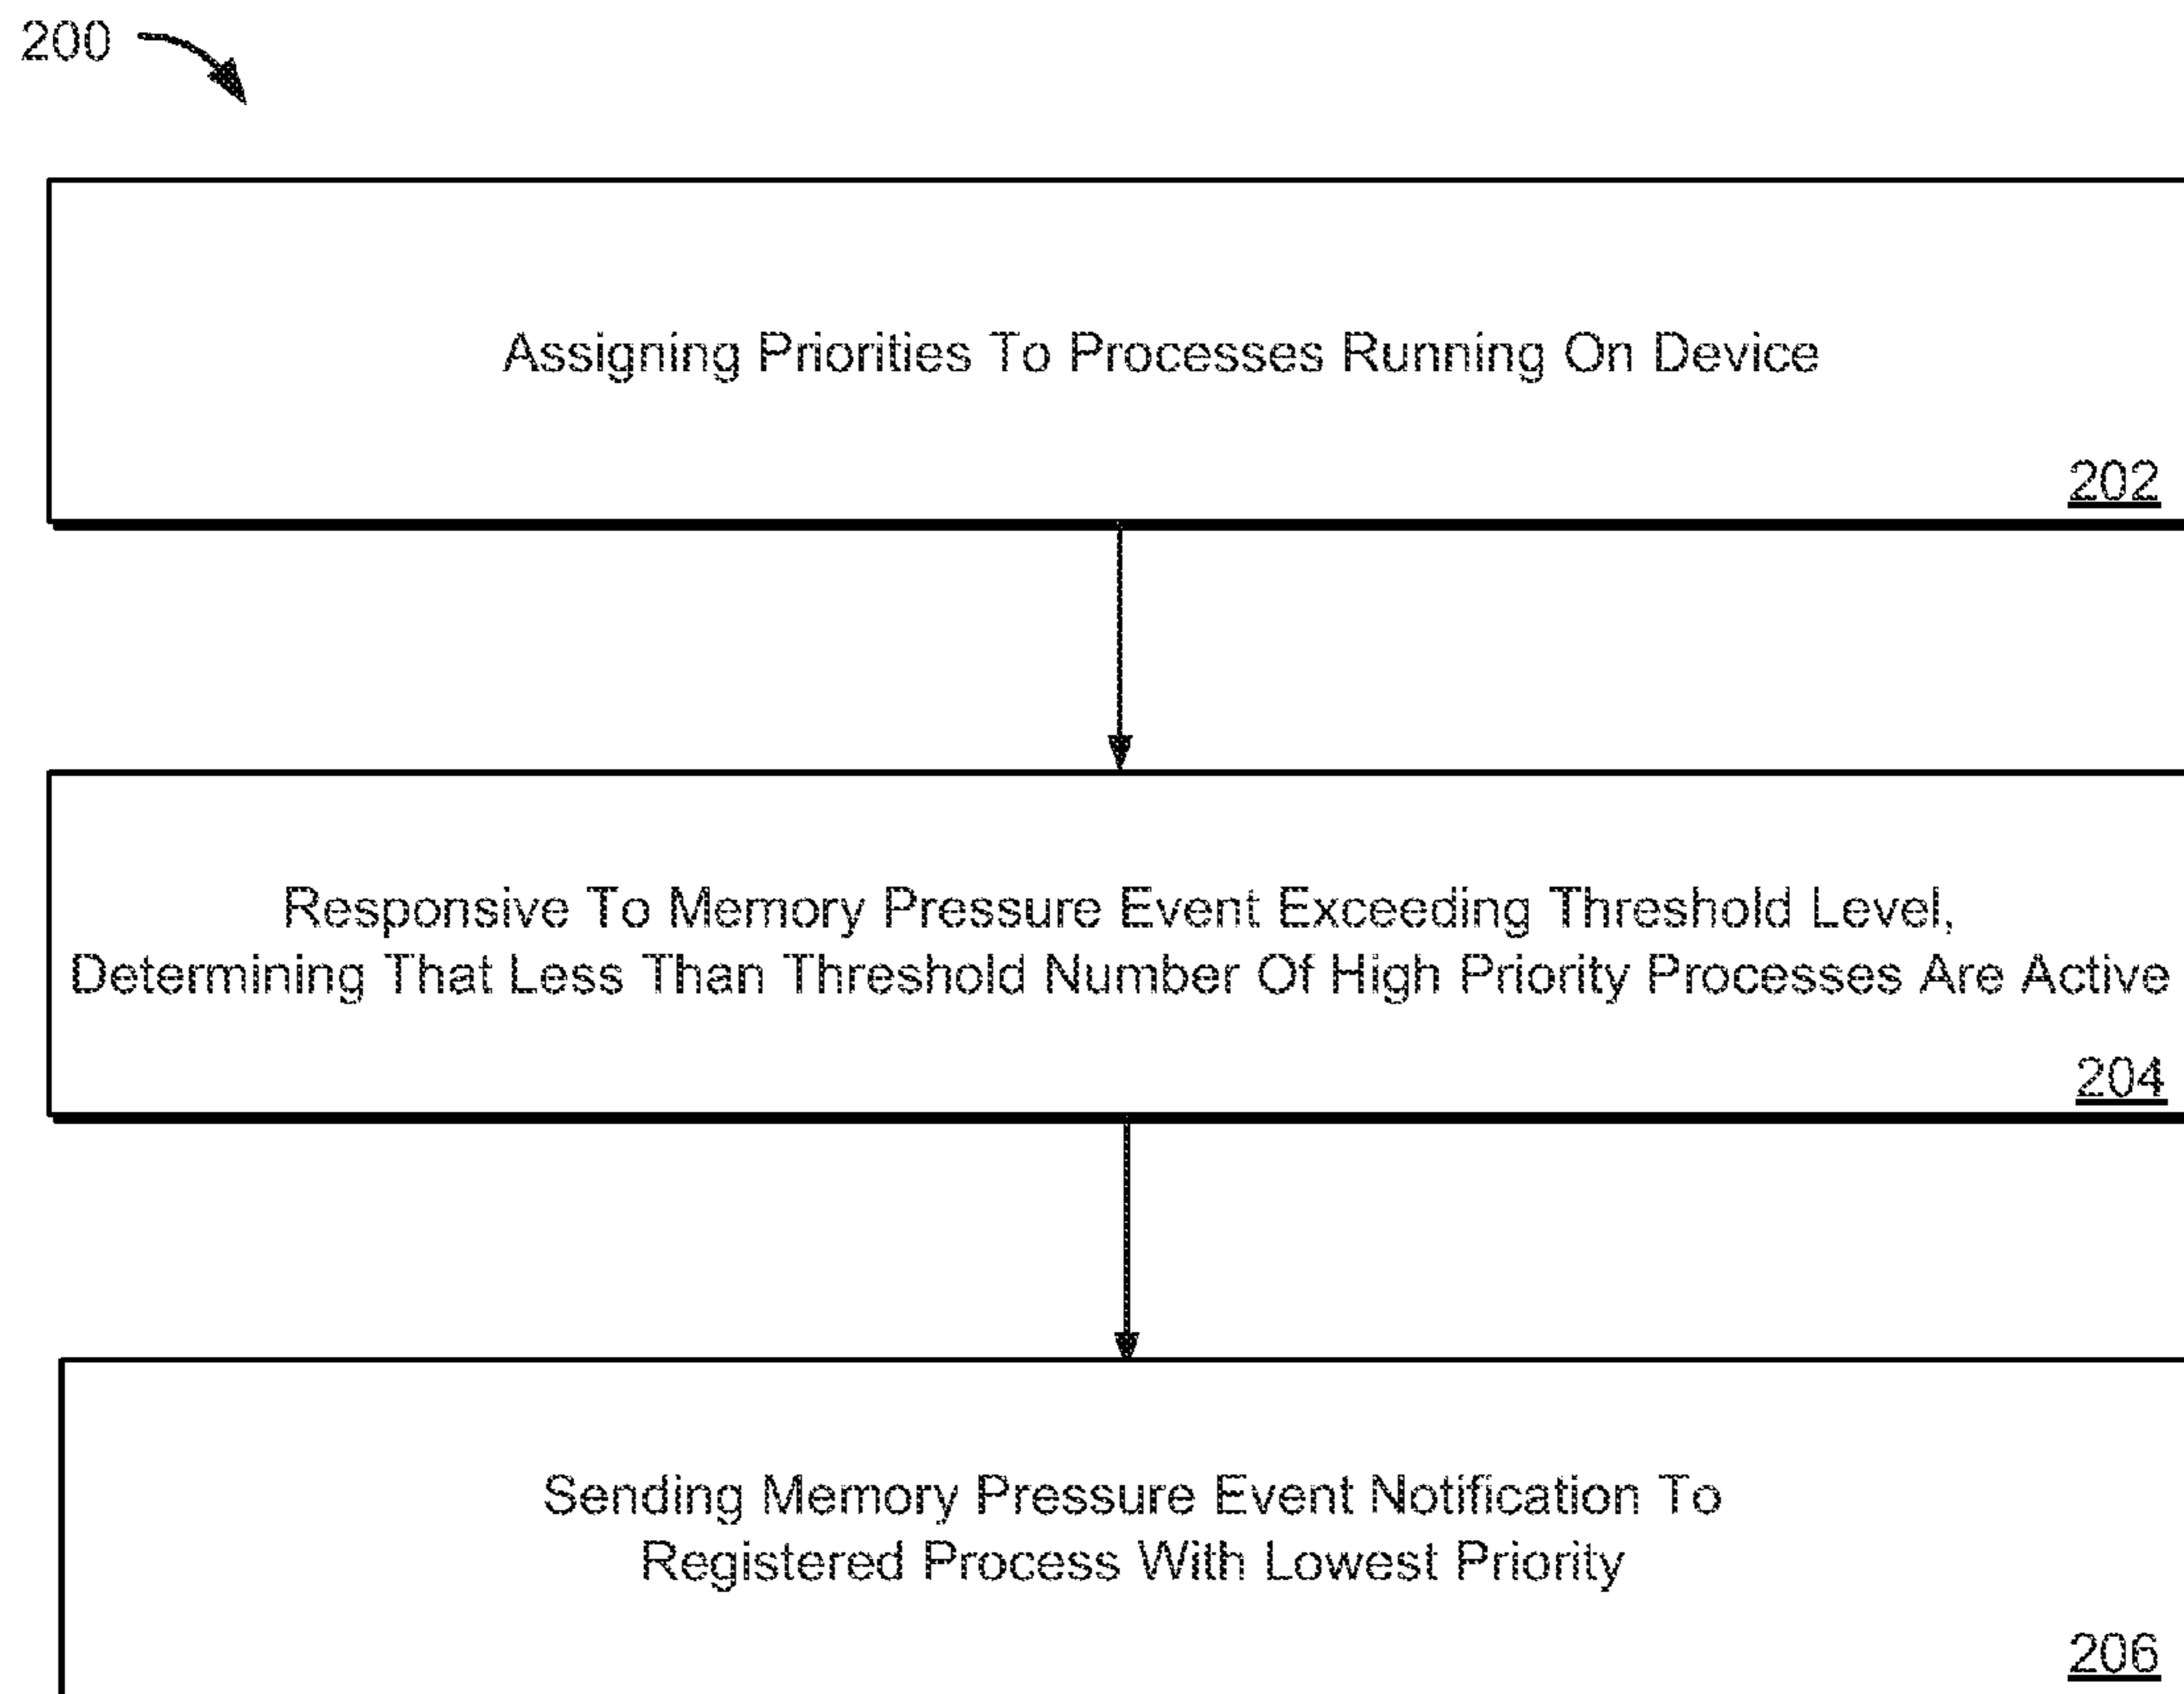 200
Assigning Priorities To Processes Running On Device
202
Responsive To Memory Pressure Event Exceeding Threshold Level,
Determining That Less Than Threshold Number Of High Priority Processes Are Active
204
Sending Memory Pressure Event Notification To
Registered Process With Lowest Priority
206